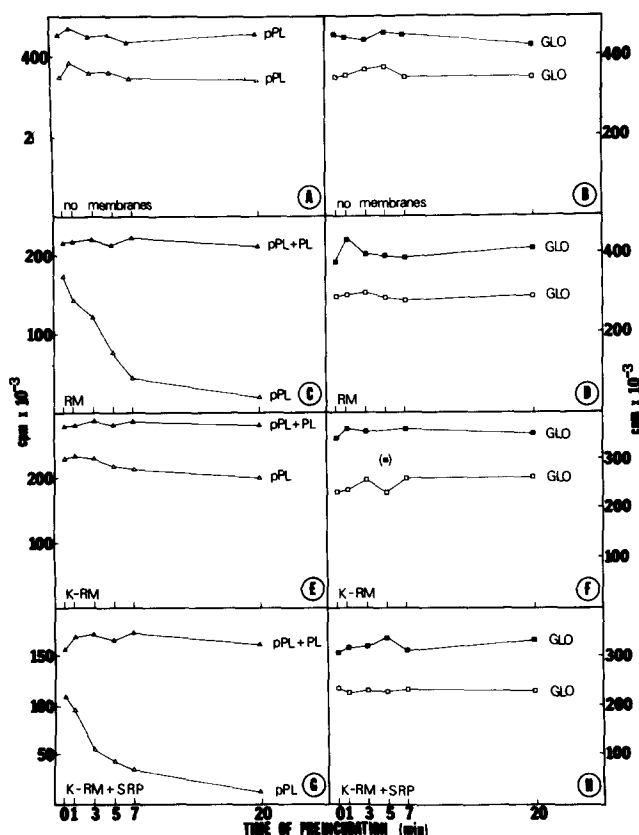 400
pPL
pPL
2
no membranes
A
GLO
GLO
400
200
no membranes
B
200
100
pPL+PL
pPL
RM
C
GLO
GLO
400
200
RM
D
cpm x 10-3
cpm x 10-3
200
100
pPL+PL
pPL
K-RM
E
GLO
(■)
GLO
300
200
100
K-RM
F
150
100
50
pPL+PL
pPL
K-RM+SRP
G
GLO
GLO
300
200
100
K-RM+SRP
H
0 1 3 5 7 20
0 1 3 5 7 20
TIME OF PREINCUBATION (min)